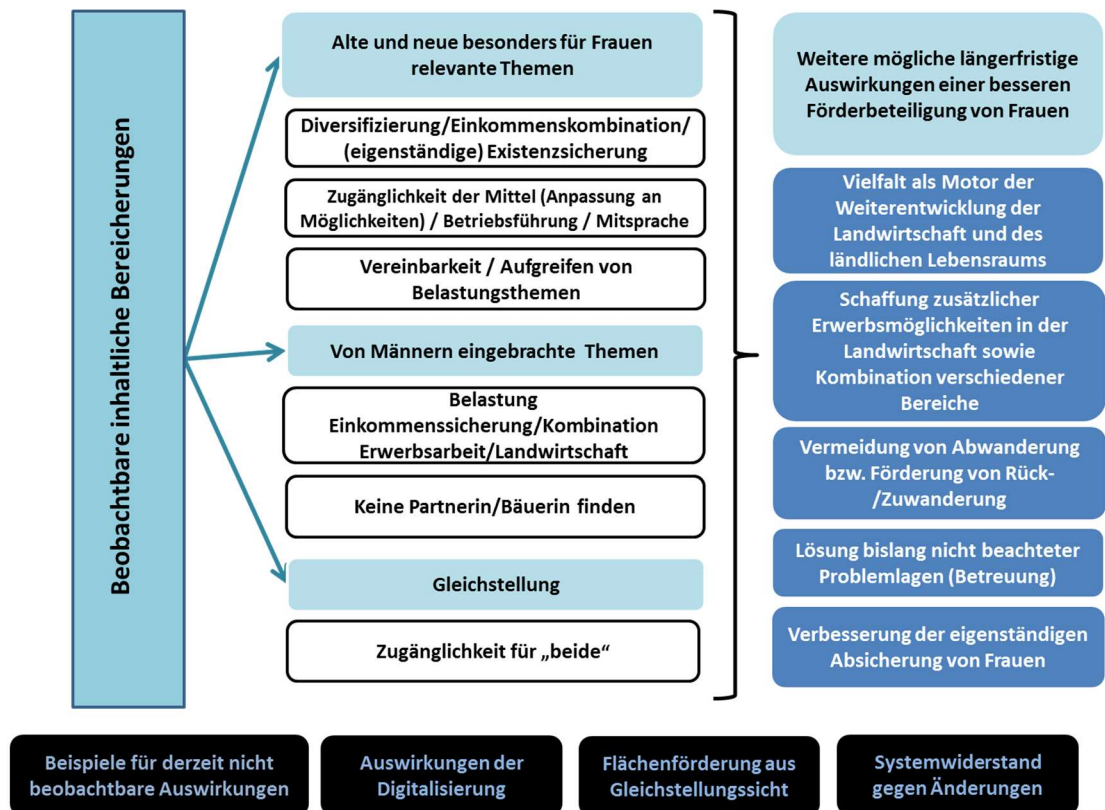 Beobachtbare inhaltliche Bereicherungen
Alte und neue besonders für Frauen
relevante Themen
Diversifizierung/Einkommenskombination/
(eigenständige) Existenzsicherung
Zugänglichkeit der Mittel (Anpassung an
Möglichkeiten) / Betriebsführung / Mitsprache
Vereinbarkeit / Aufgreifen von
Belastungsthemen
Von Männern eingebrachte Themen
Belastung
Einkommenssicherung/Kombination
Erwerbsarbeit/Landwirtschaft
Keine Partnerin/Bäuerin finden
Gleichstellung
Zugänglichkeit für „beide“
Weitere mögliche längerfristige
Auswirkungen einer besseren
Förderbeteiligung von Frauen
Vielfalt als Motor der
Weiterentwicklung der
Landwirtschaft und des
ländlichen Lebensraums
Schaffung zusätzlicher
Erwerbsmöglichkeiten in der
Landwirtschaft sowie
Kombination verschiedener
Bereiche
Vermeidung von Abwanderung
bzw. Förderung von Rück-
/Zuwanderung
Lösung bislang nicht beachteter
Problemlagen (Betreuung)
Verbesserung der eigenständigen
Absicherung von Frauen
Beispiele für derzeit nicht
beobachtbare Auswirkungen
Auswirkungen der
Digitalisierung
Flächenförderung aus
Gleichstellungssicht
Systemwiderstand
gegen Änderungen